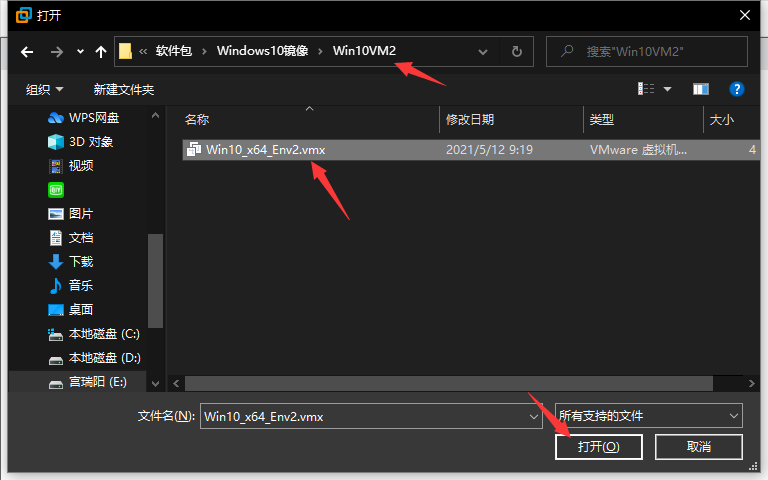 打开
« 软件包 › Windows10镜像 › Win10VM2
搜索"Win10VM2"
组织 新建文件夹
名称 修改日期 类型 大小
Win10_x64_Env2.vmx 2021/5/12 9:19 VMware 虚拟机... 4
WPS网盘
3D 对象
视频
图片
文档
下载
音乐
桌面
本地磁盘 (C:)
本地磁盘 (D:)
宫瑞阳 (E:)
文件名(N): Win10_x64_Env2.vmx 所有支持的文件
打开(O) 取消